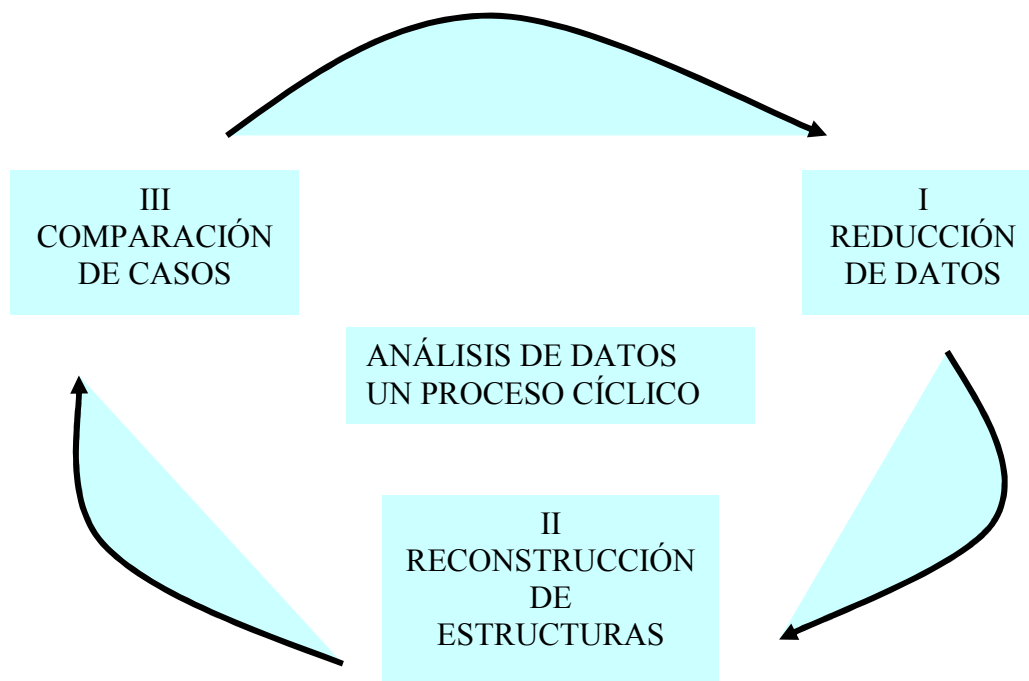 III
COMPARACIÓN
DE CASOS
I
REDUCCIÓN
DE DATOS
ANÁLISIS DE DATOS
UN PROCESO CÍCLICO
II
RECONSTRUCCIÓN
DE
ESTRUCTURAS